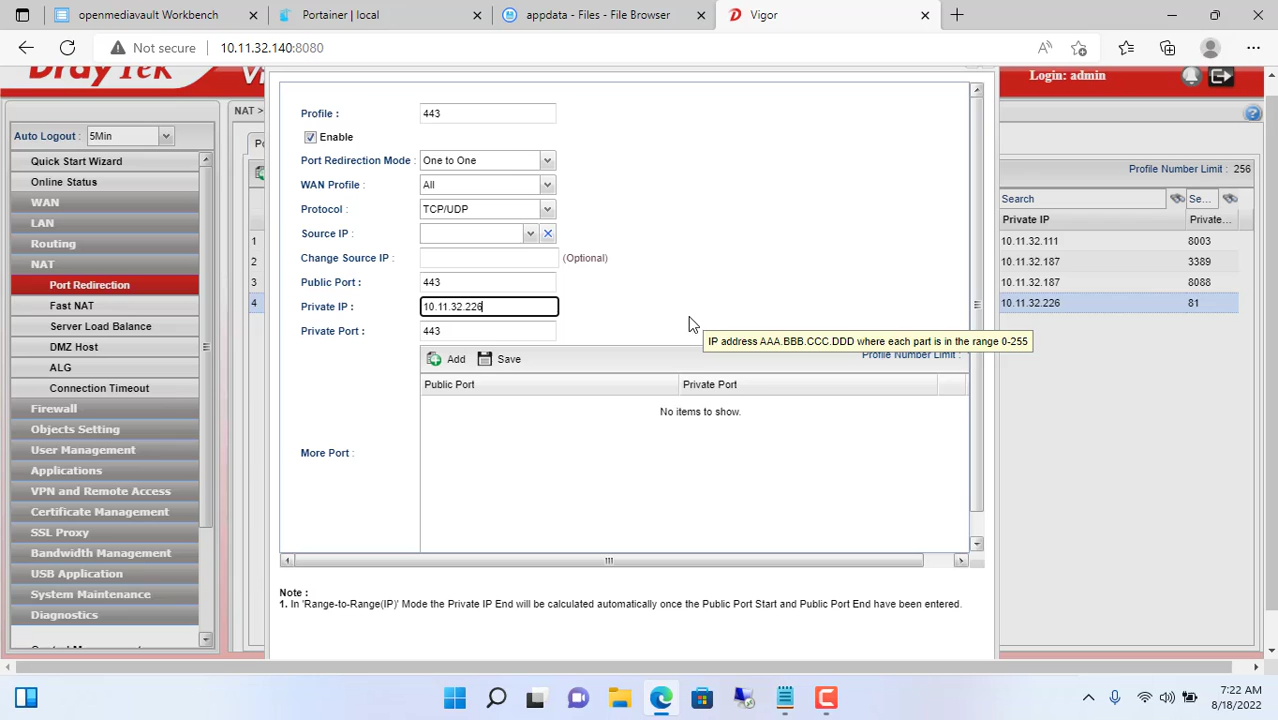 openmediavault Workbench
Portainer | local
appdata - Files - File Browser
Vigor
Not secure
10.11.32.140:8080
DrayTek
Vi
Login: admin
Auto Logout :
5Min
Quick Start Wizard
Online Status
WAN
LAN
Routing
NAT
Port Redirection
Fast NAT
Server Load Balance
DMZ Host
ALG
Connection Timeout
Firewall
Objects Setting
User Management
Applications
VPN and Remote Access
Certificate Management
SSL Proxy
Bandwidth Management
USB Application
System Maintenance
Diagnostics
NAT >
Po
1
2
3
4
Profile :
443
Enable
Port Redirection Mode :
One to One
WAN Profile :
All
Protocol :
TCP/UDP
Source IP :
Change Source IP :
(Optional)
Public Port :
443
Private IP :
10.11.32.226
Private Port :
443
IP address AAA.BBB.CCC.DDD where each part is in the range 0-255
Add
Save
Profile Number Limit :
Public Port
Private Port
No items to show.
More Port :
Note :
1. In 'Range-to-Range(IP)' Mode the Private IP End will be calculated automatically once the Public Port Start and Public Port End have been entered.
Profile Number Limit : 256
Search
Se...
Private IP
Private...
10.11.32.111
8003
10.11.32.187
3389
10.11.32.187
8088
10.11.32.226
81
7:22 AM
8/18/2022